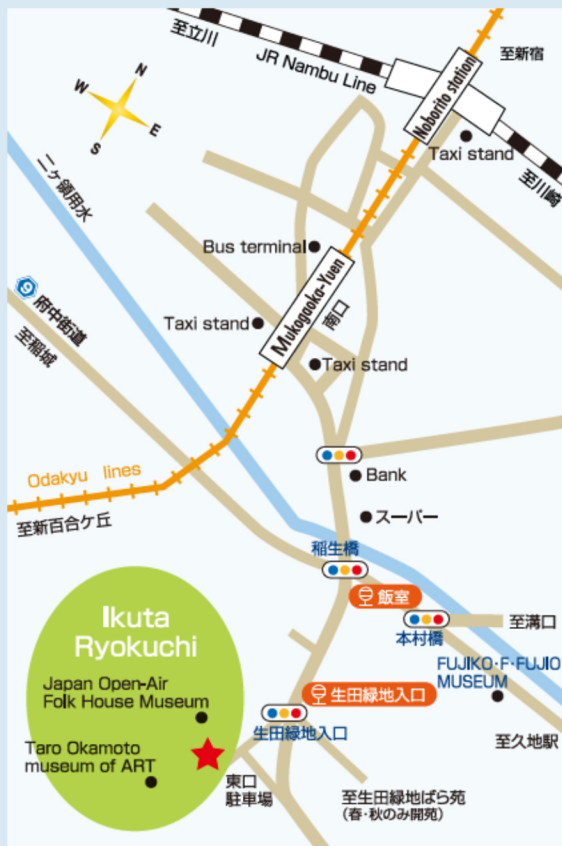 至立川
JR Nambu Line
至新宿
Noborito station
N
W
E
S
Taxi stand
至川崎
二ヶ領用水
Bus terminal
Mukogaoka-Yuen
南口
9
府中街道
至稲城
Taxi stand
Taxi stand
Odakyu lines
至新百合ケ丘
Bank
スーパー
稲生橋
飯室
本村橋
至溝口
FUJIKO・F・FUJIO
MUSEUM
至久地駅
Ikuta
Ryokuchi
Japan Open-Air
Folk House Museum
Taro Okamoto
museum of ART
生田緑地入口
生田緑地入口
東口
駐車場
至生田緑地ばら苑
(春・秋のみ開苑)